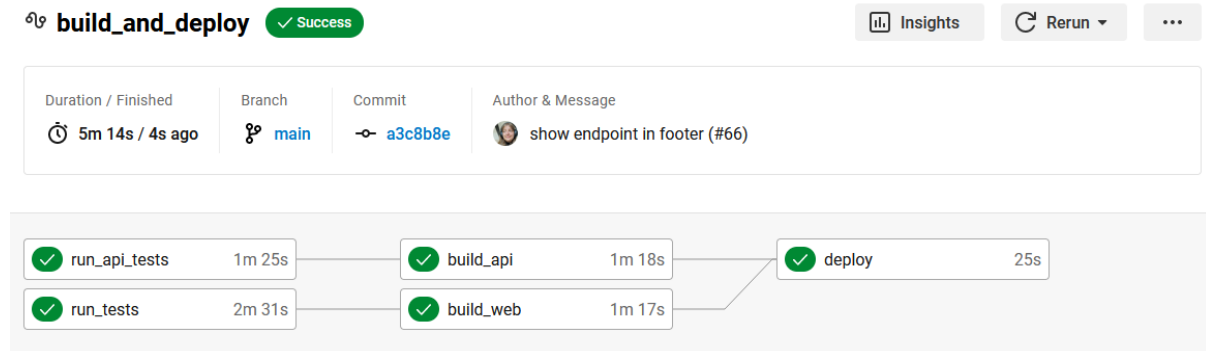 build_and_deploy Success Insights Rerun
Duration / Finished Branch Commit Author & Message
5m 14s / 4s ago main a3c8b8e show endpoint in footer (#66)
run_api_tests 1m 25s build_api 1m 18s deploy 25s
run_tests 2m 31s build_web 1m 17s